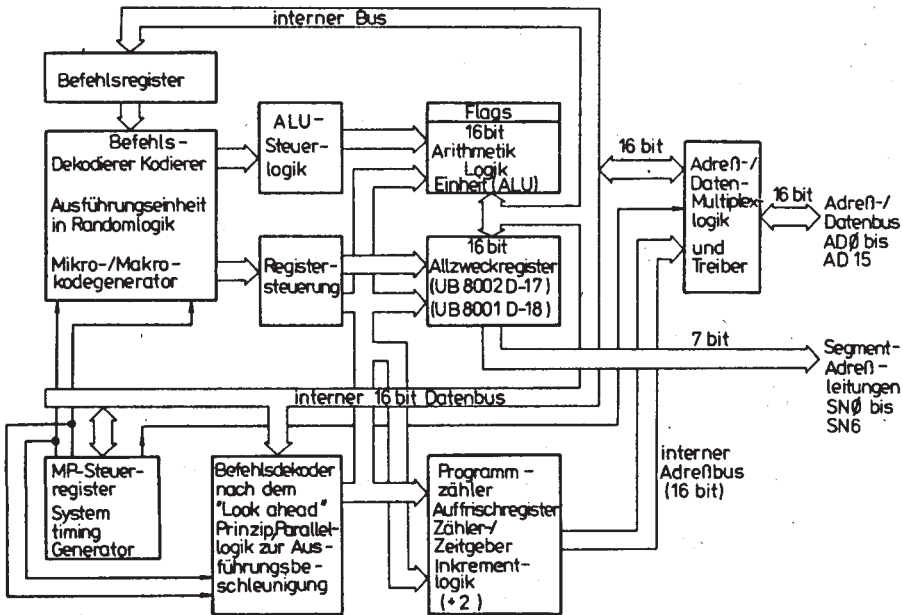 interner Bus
Befehlsregister
Befehls-
Dekodierer Kodierer
Ausführungseinheit
in Randomlogik
Mikro-/Makro-
kodegenerator
ALU-
Steuer-
logik
Flags
16bit
Arithmetik
Logik
Einheit (ALU)
Register-
steuerung
16 bit
Allzweckregister
(UB 8002 D-17)
(UB 8001 D-18)
16 bit
Adreß-/
Daten-
Multiplex-
logik
und Treiber
16 bit
Adreß-/
Datenbus
ADØ bis
AD 15
7 bit
Segment-
Adreß-
leitungen
SNØ bis
SN6
interner 16 bit Datenbus
MP-Steuer-
register
System
timing
Generator
Befehlsdekoder
nach dem
"Look ahead"
Prinzip,Parallel-
logik zur Aus-
führungsbe-
schleunigung
Programm-
zähler
Auffrischregister
Zähler-/
Zeitgeber
Inkrement-
logik
(+2)
interner
Adreßbus
(16 bit)